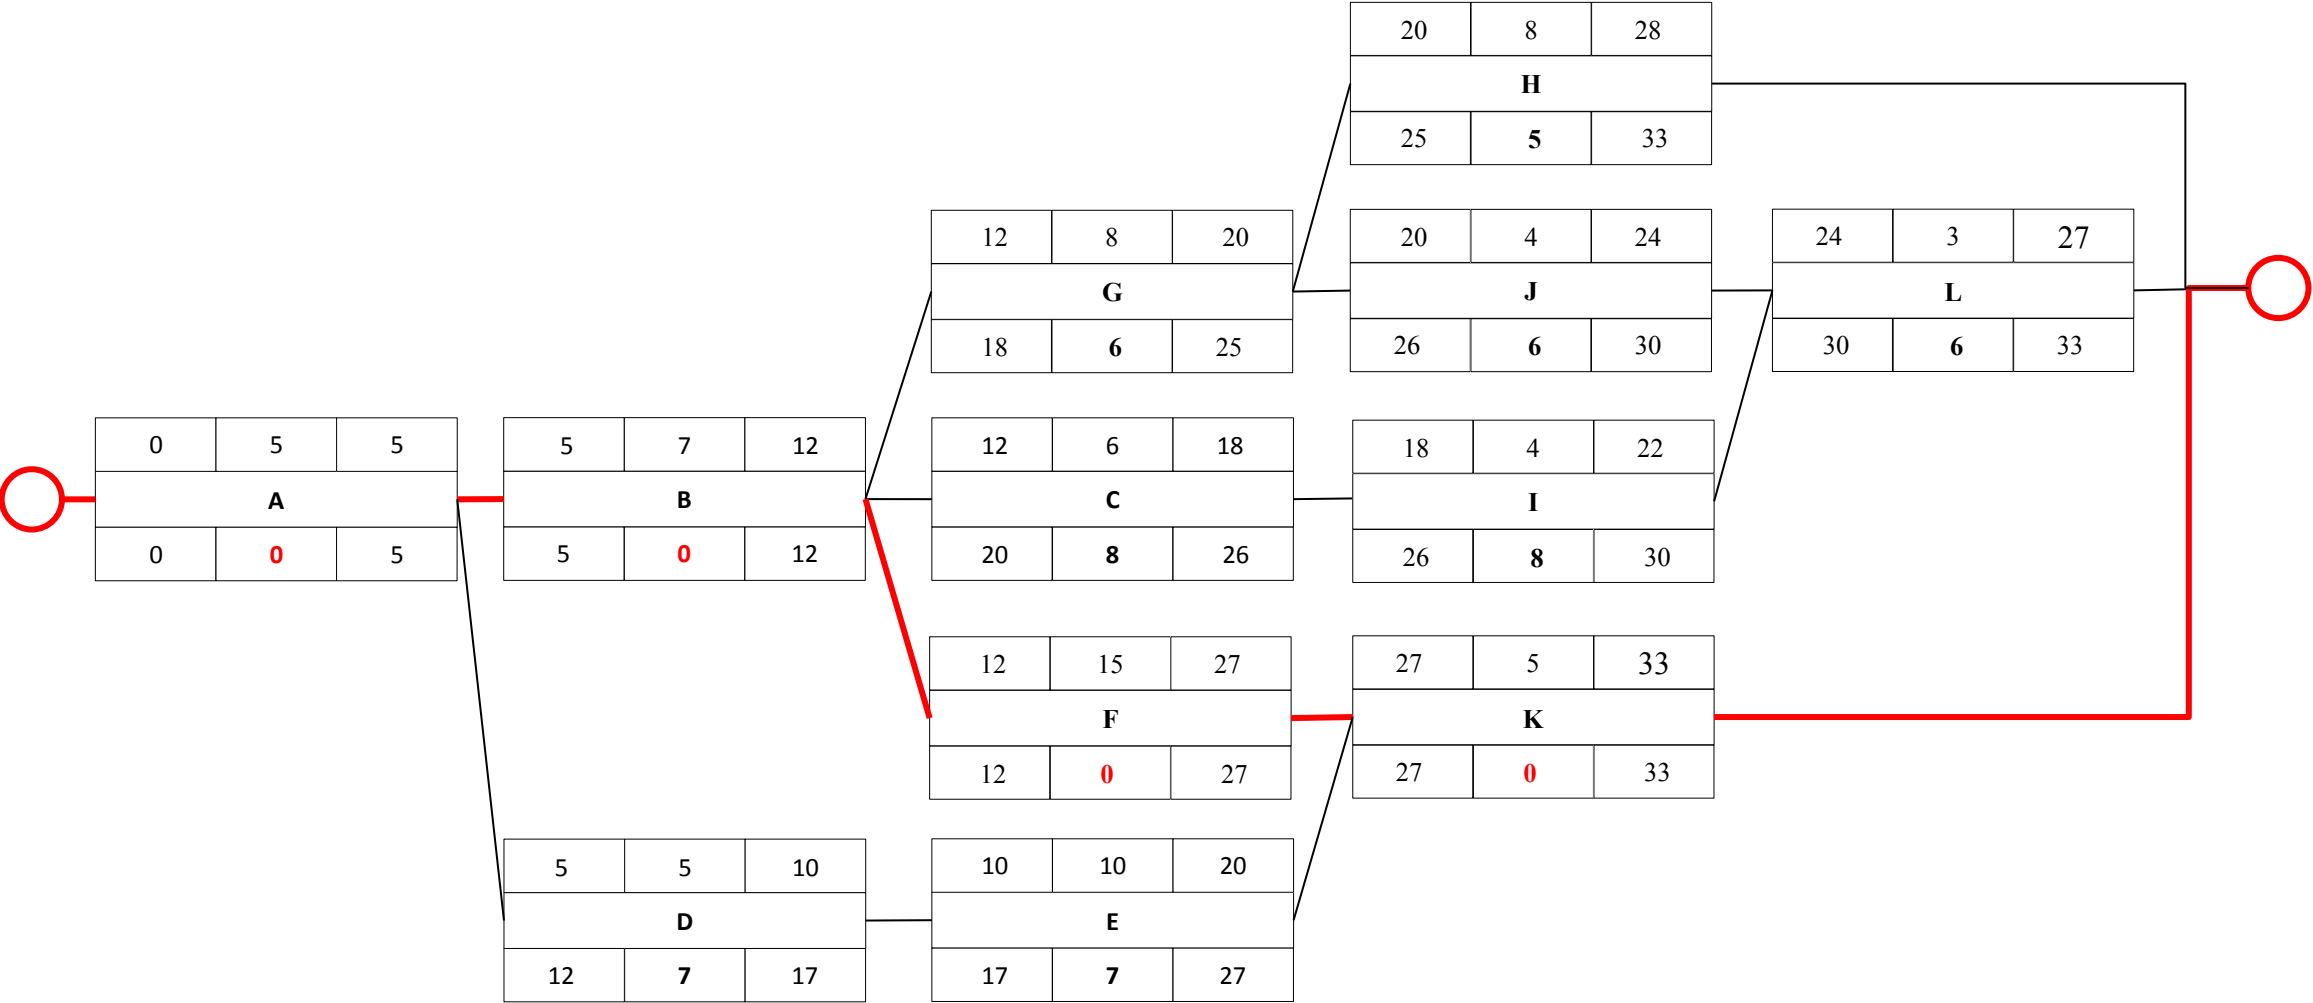 20 8 28
H
25 5 33
12 8 20
G
18 6 25
20 4 24
J
26 6 30
24 3 27
L
30 6 33
0 5 5
A
0 0 5
5 7 12
B
5 0 12
12 6 18
C
20 8 26
18 4 22
I
26 8 30
12 15 27
F
12 0 27
27 5 33
K
27 0 33
5 5 10
D
12 7 17
10 10 20
E
17 7 27